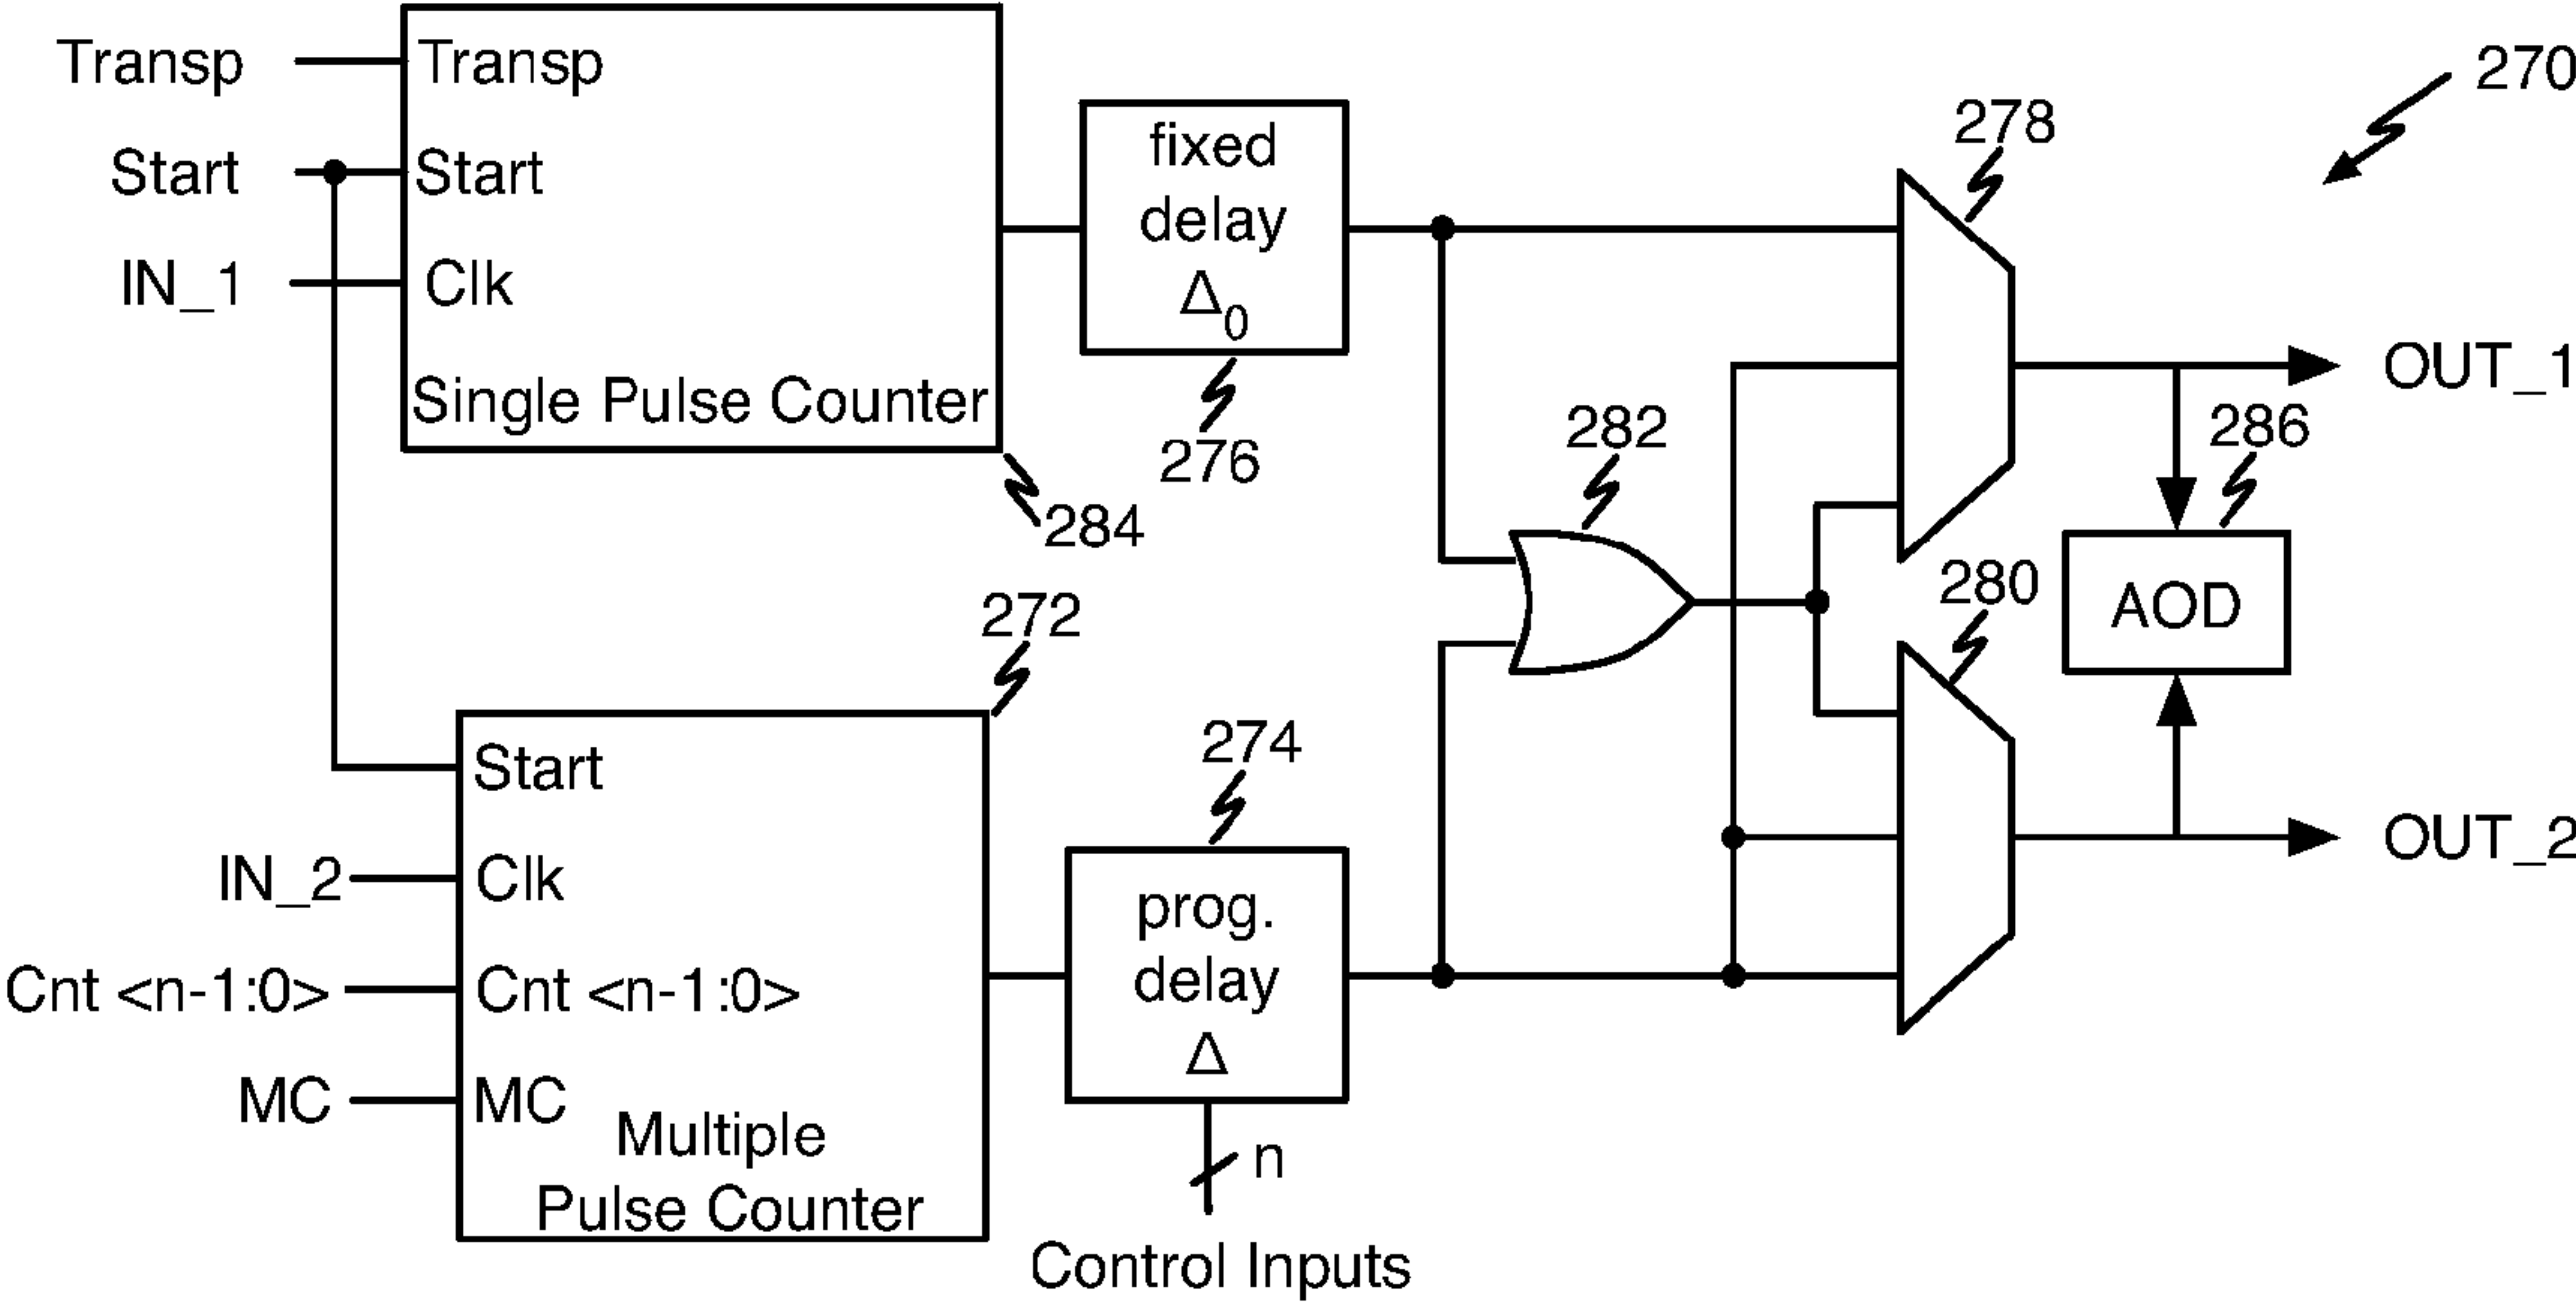 Transp
Transp
Start
Start
IN_1
Clk
Single Pulse Counter
284
fixed
delay
Δ0
276
278
270
OUT_1
282
286
AOD
280
272
Start
IN_2
Clk
Cnt <n-1:0>
Cnt <n-1:0>
MC
MC
Multiple
Pulse Counter
274
prog.
delay
Δ
n
Control Inputs
OUT_2